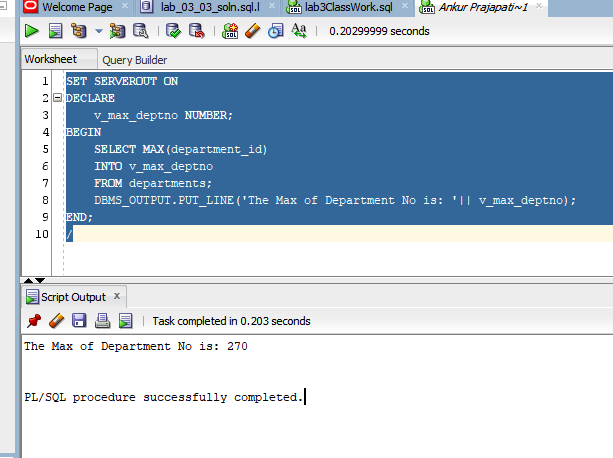 Welcome Page
lab_03_03_soln.sql.l
lab3ClassWork.sql
Ankur Prajapati~1
0.20299999 seconds
Worksheet
Query Builder
1 SET SERVEROUT ON
2 DECLARE
3 v_max_deptno NUMBER;
4 BEGIN
5 SELECT MAX(department_id)
6 INTO v_max_deptno
7 FROM departments;
8 DBMS_OUTPUT.PUT_LINE('The Max of Department No is: '|| v_max_deptno);
9 END;
10 /
Script Output x
Task completed in 0.203 seconds
The Max of Department No is: 270
PL/SQL procedure successfully completed.